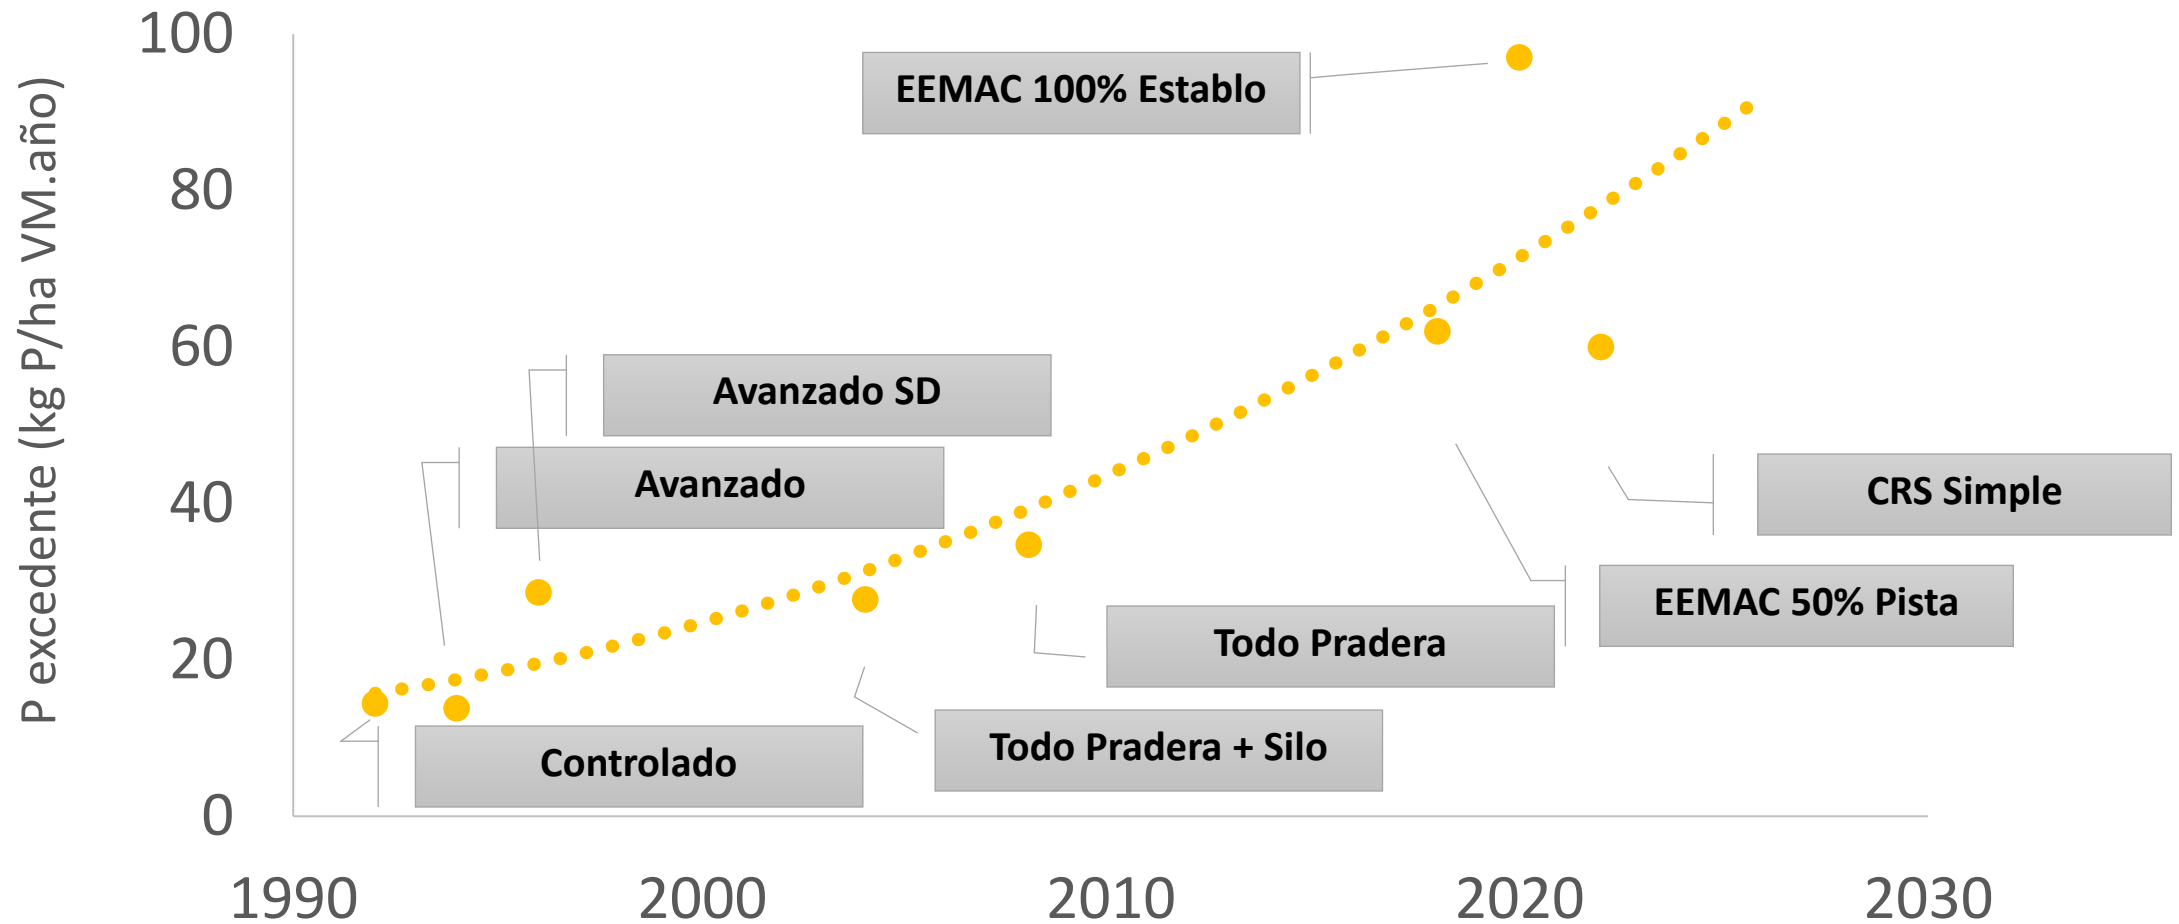 P excedente (kg P/ha VM.año)
100
80
60
40
20
0
EEMAC 100% Establo
Avanzado SD
Avanzado
CRS Simple
EEMAC 50% Pista
Todo Pradera
Todo Pradera + Silo
Controlado
1990
2000
2010
2020
2030